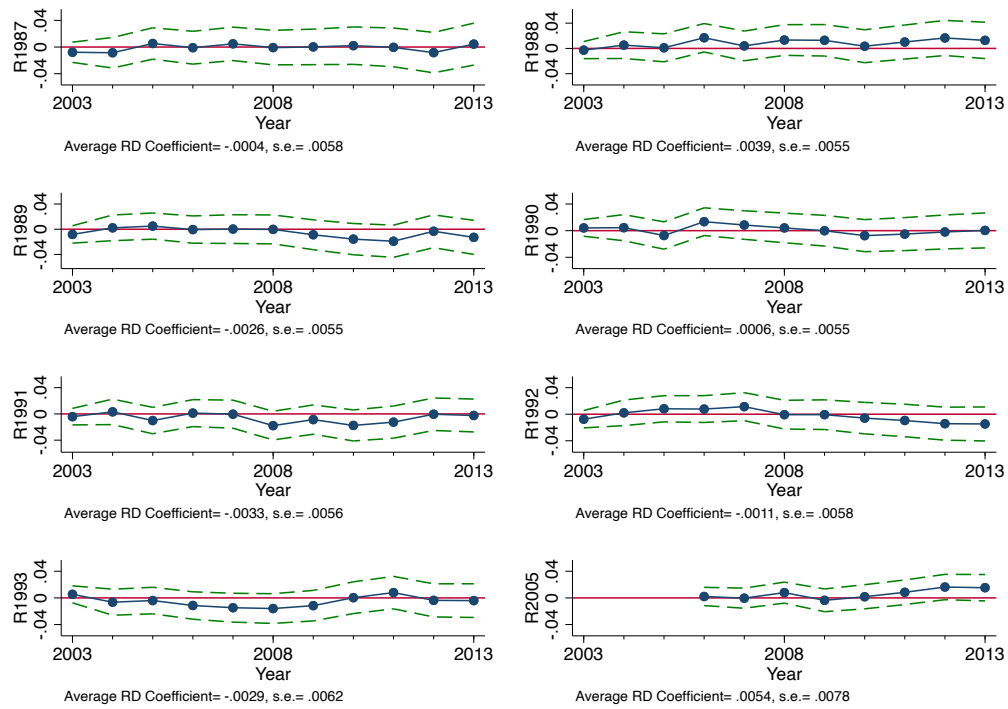 R1987
.04
0
-.04
2003 2008 2013
Year
Average RD Coefficient= -.0004, s.e.= .0058
R1988
.04
0
-.04
2003 2008 2013
Year
Average RD Coefficient= .0039, s.e.= .0055
R1989
.04
0
-.04
2003 2008 2013
Year
Average RD Coefficient= -.0026, s.e.= .0055
R1990
.04
0
-.04
2003 2008 2013
Year
Average RD Coefficient= .0006, s.e.= .0055
R1991
.04
0
-.04
2003 2008 2013
Year
Average RD Coefficient= -.0033, s.e.= .0056
R1992
.04
0
-.04
2003 2008 2013
Year
Average RD Coefficient= -.0011, s.e.= .0058
R1993
.04
0
-.04
2003 2008 2013
Year
Average RD Coefficient= -.0029, s.e.= .0062
R2005
.04
0
-.04
2003 2008 2013
Year
Average RD Coefficient= .0054, s.e.= .0078